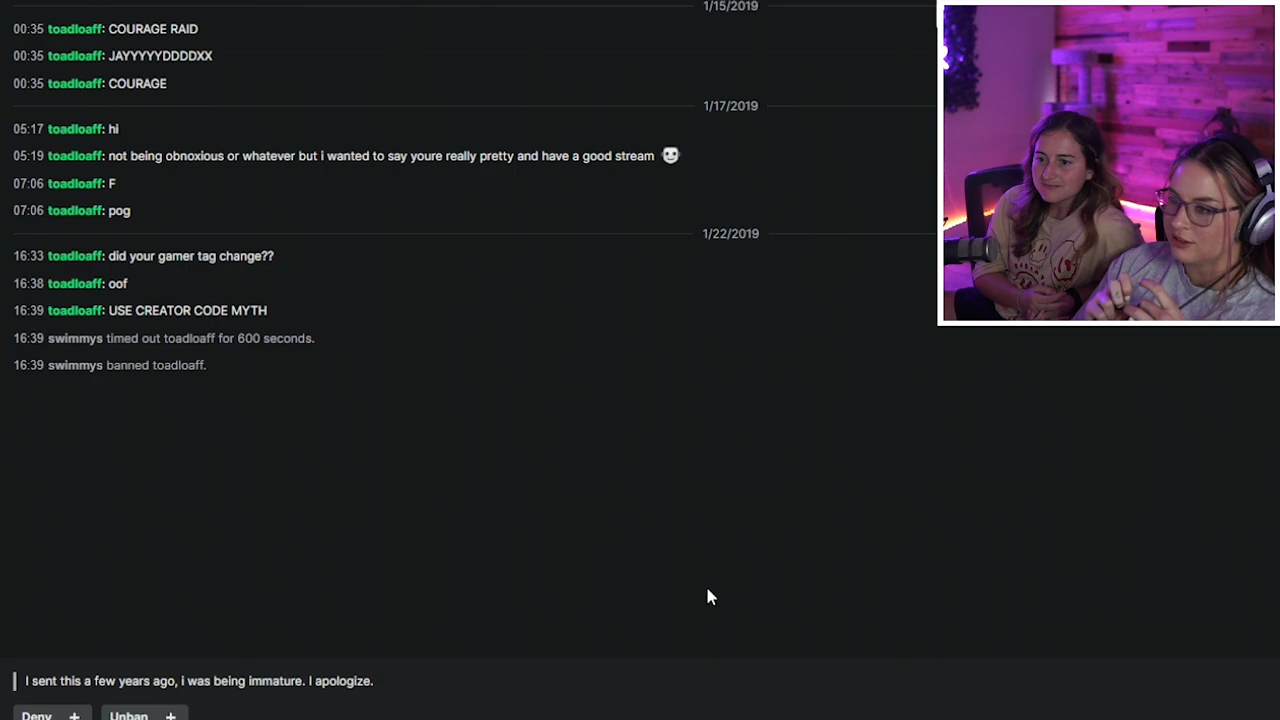 1/15/2019
00:35 toadloaff: COURAGE RAID
00:35 toadloaff: JAYYYYYDDDDXX
00:35 toadloaff: COURAGE
1/17/2019
05:17 toadloaff: hi
05:19 toadloaff: not being obnoxious or whatever but i wanted to say youre really pretty and have a good stream
07:06 toadloaff: F
07:06 toadloaff: pog
1/22/2019
16:33 toadloaff: did your gamer tag change??
16:38 toadloaff: oof
16:39 toadloaff: USE CREATOR CODE MYTH
16:39 swimmys timed out toadloaff for 600 seconds.
16:39 swimmys banned toadloaff.
I sent this a few years ago, i was being immature. I apologize.
Deny + Unban +